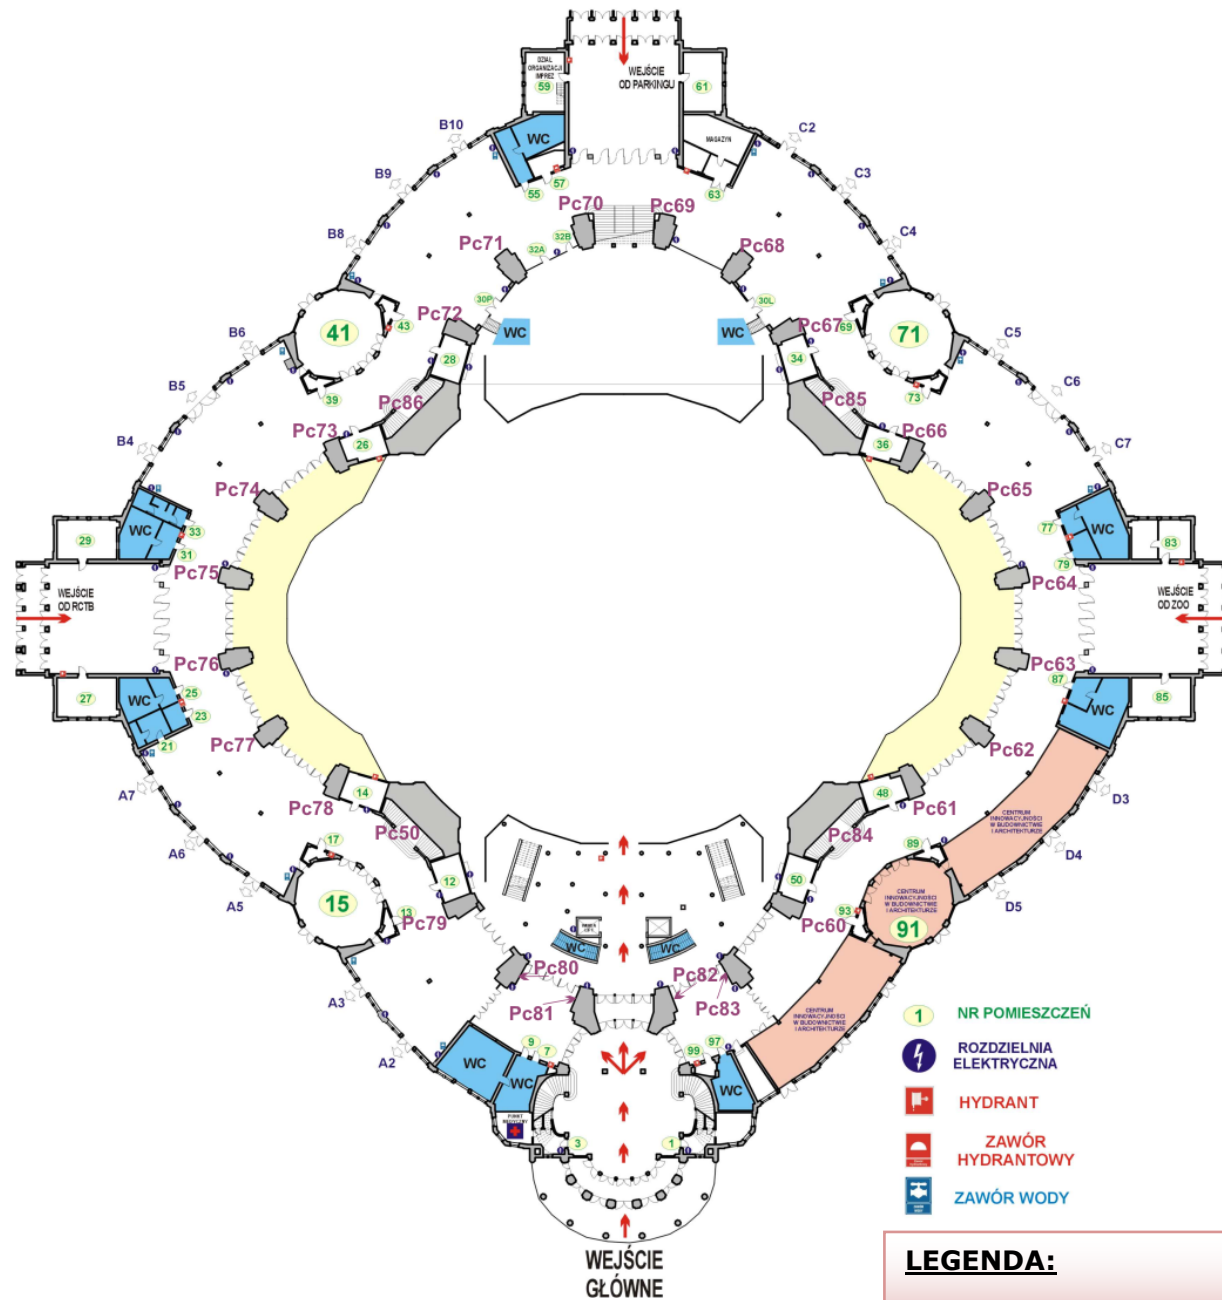 DZIAŁ
ORGANIZACJI
IMPREZ
59
WEJŚCIE
OD PARKINGU
61
B10
WC
MAGAZYN
C2
B9
55
57
63
C3
Pc70
Pc69
B8
32A
32B
C4
Pc71
Pc68
30P
30L
B6
41
43
Pc72
WC
WC
Pc67
69
71
C5
28
34
B5
39
Pc86
Pc85
73
C6
B4
Pc73
26
36
Pc66
C7
Pc74
Pc65
29
WC
33
31
77
WC
79
83
Pc75
Pc64
WEJŚCIE
OD RCTB
WEJŚCIE
OD ZOO
Pc76
Pc63
27
WC
25
23
21
87
WC
85
Pc77
Pc62
A7
Pc78
14
48
Pc61
D3
CENTRUM
INNOWACYJNOŚCI
W BUDOWNICTWIE
I ARCHITEKTURZE
A6
17
Pc50
Pc84
89
D4
A5
15
12
50
CENTRUM
INNOWACYJNOŚCI
W BUDOWNICTWIE
I ARCHITEKTURZE
D5
13
Pc79
Pc60
93
91
WC
WC
A3
Pc80
Pc82
Pc81
Pc83
CENTRUM
INNOWACYJNOŚCI
W BUDOWNICTWIE
I ARCHITEKTURZE
A2
WC
9
7
99
97
WC
WC
PUNKT
3
1
WEJŚCIE
GŁÓWNE
1 NR POMIESZCZEŃ
ROZDZIELNIA
ELEKTRYCZNA
HYDRANT
ZAWÓR
HYDRANTOWY
ZAWÓR WODY
LEGENDA: